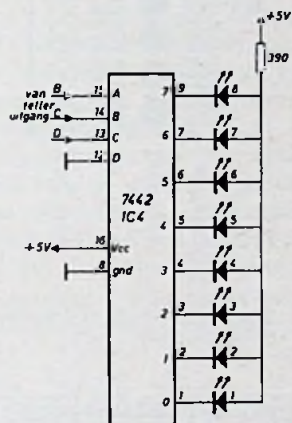 +5V
390
B 15 A
van
teller C 14 B
uitgang
D 13 C
12 D
7442
IC4
+5V 16 Vcc
8 gnd
7 9 8
6 7 7
5 6 6
4 5 5
3 4 4
2 3 3
1 2 2
0 1 1